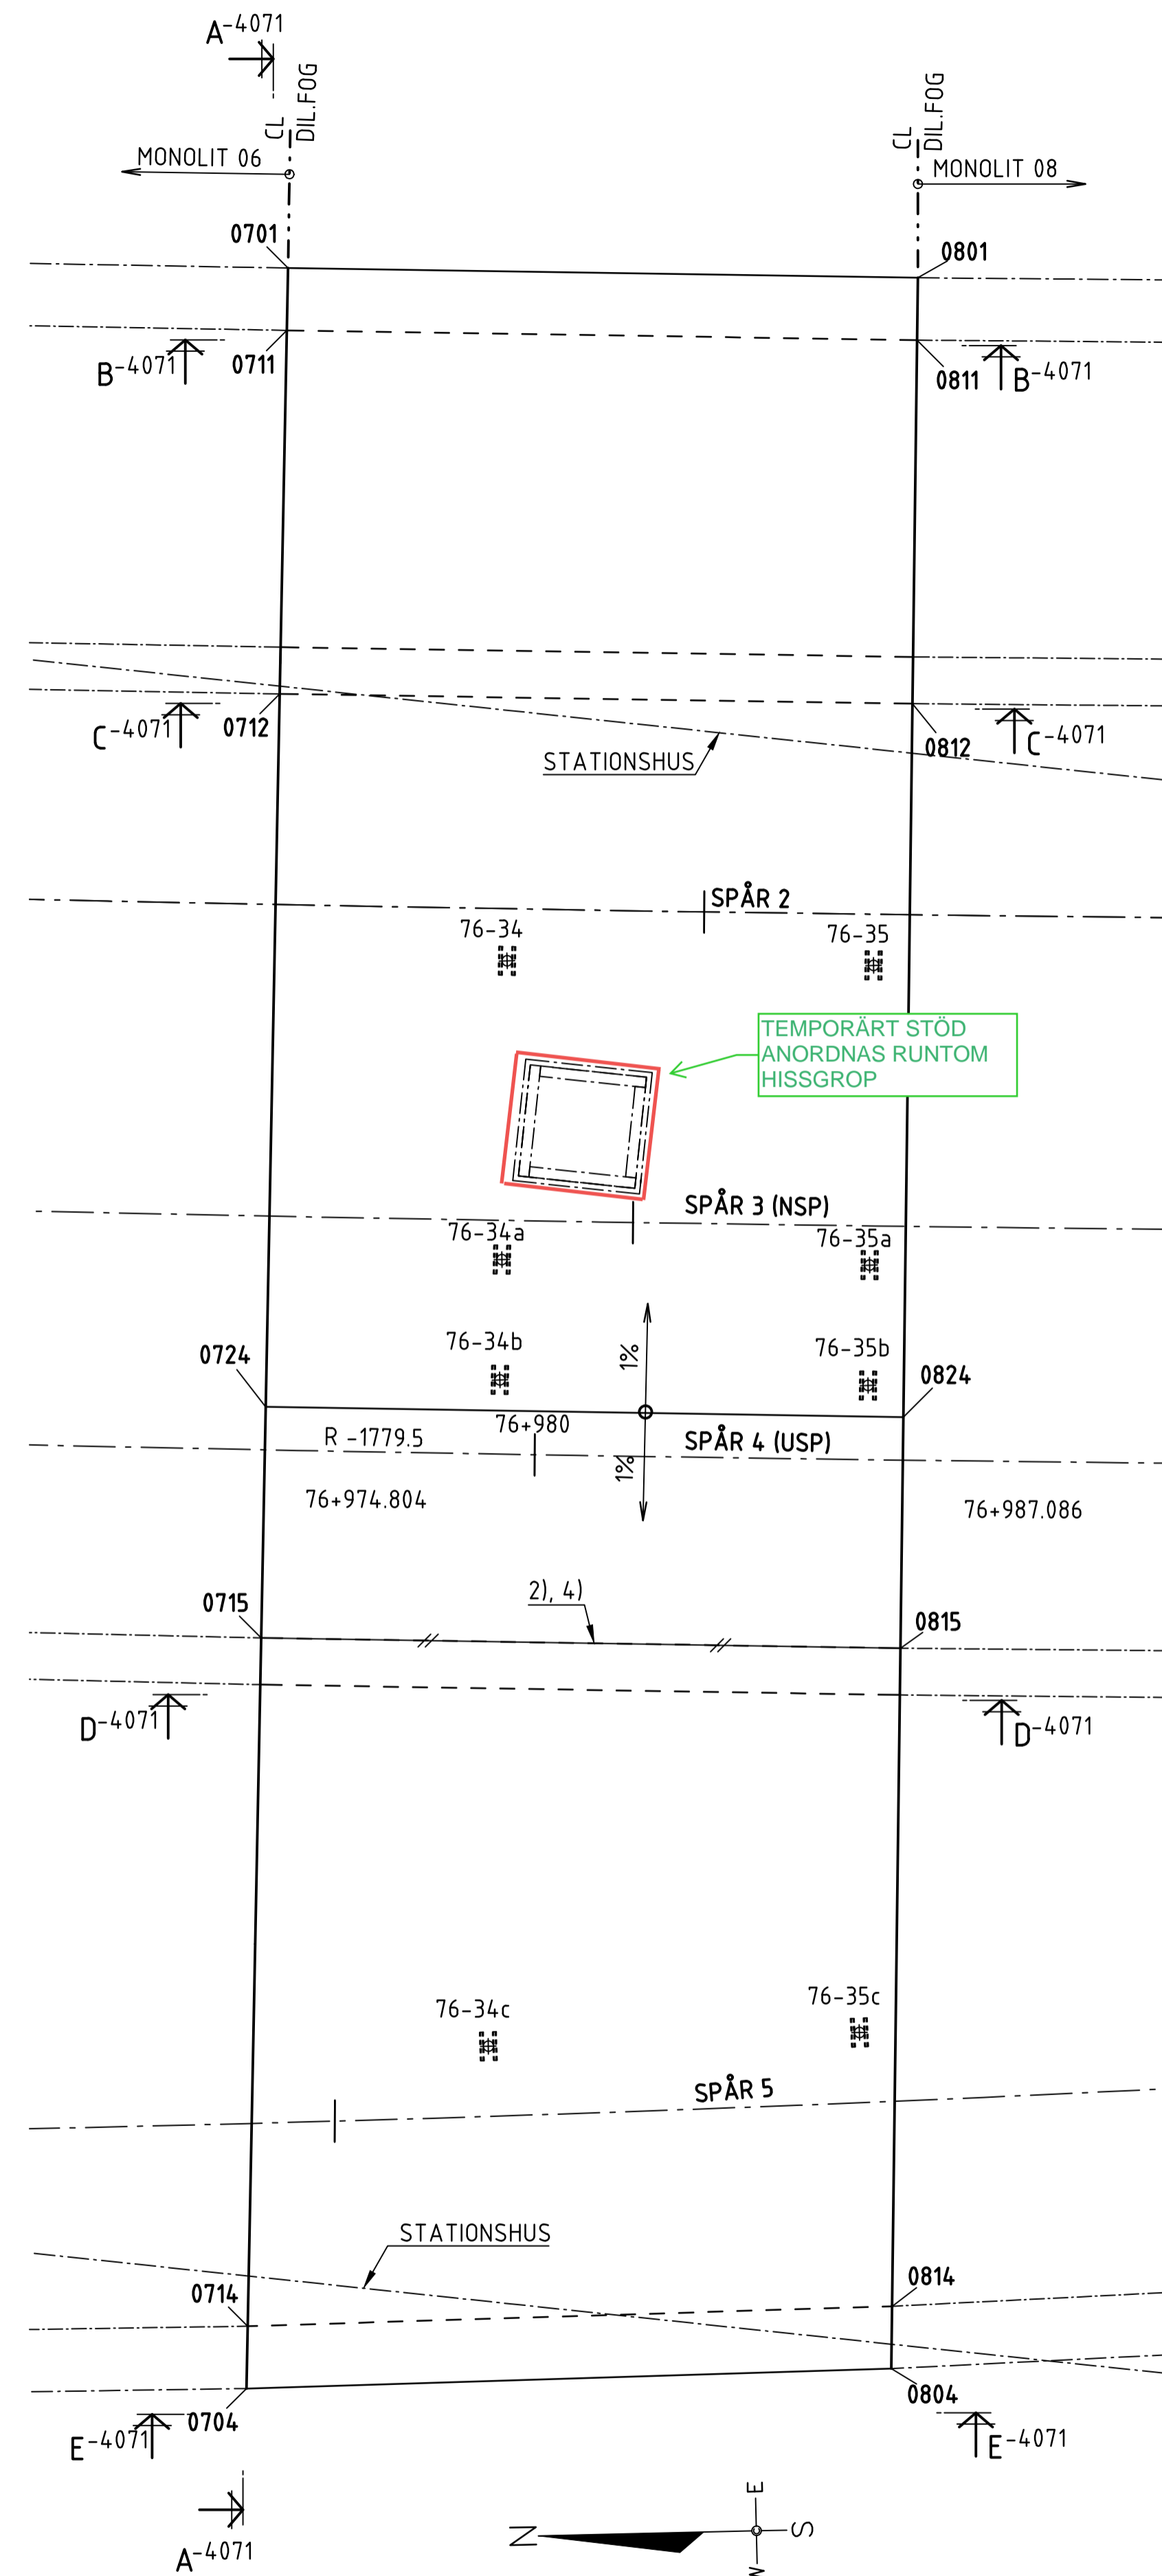 A-4071
CL
DIL.FOG
CL
DIL.FOG
MONOLIT 06
MONOLIT 08
0701
0801
B-4071
0711
0811
B-4071
C-4071
0712
STATIONSHUS
0812
C-4071
SPÅR 2
76-34
76-35
TEMPORÄRT STÖD
ANORDNAS RUNTOM
HISSGROP
SPÅR 3 (NSP)
76-34a
76-35a
0724
76-34b
1%
76-35b
0824
R -1779.5
76+980
1%
SPÅR 4 (USP)
76+974.804
76+987.086
0715
2), 4)
0815
D-4071
D-4071
76-34c
76-35c
SPÅR 5
STATIONSHUS
0714
0814
0704
0804
E-4071
E-4071
A-4071
N
E
S
W